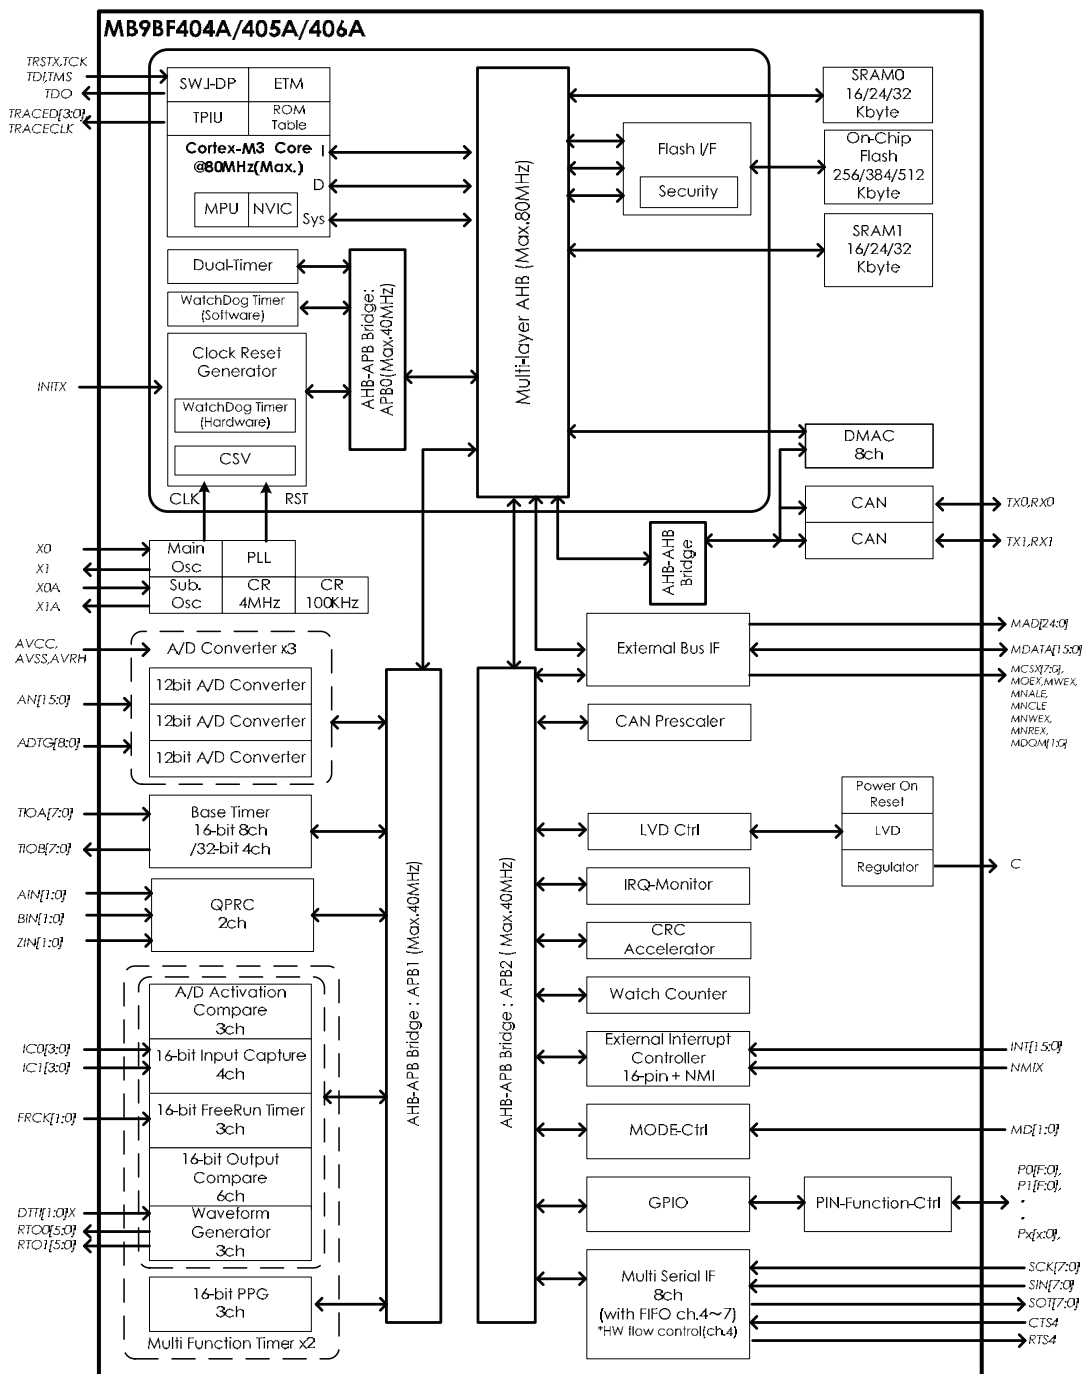 MB9BF404A/405A/406A
TRSTX,TCK
TDI,TMS
TDO
TRACED[3:0]
TRACECLK
SWJ-DP
ETM
TPIU
ROM
Table
Cortex-M3 Core
@80MHz(Max.)
I
D
Sys
MPU
NVIC
Dual-Timer
WatchDog Timer
(Software)
Clock Reset
Generator
WatchDog Timer
(Hardware)
CSV
INITX
CLK
RST
AHB-APB Bridge:
APB0(Max.40MHz)
Multi-layer AHB (Max.80MHz)
Flash I/F
Security
SRAM0
16/24/32
Kbyte
On-Chip
Flash
256/384/512
Kbyte
SRAM1
16/24/32
Kbyte
DMAC
8ch
CAN
CAN
TX0,RX0
TX1,RX1
AHB-AHB
Bridge
X0
X1
X0A
X1A
Main
Osc
PLL
Sub.
Osc
CR
4MHz
CR
100KHz
AVCC,
AVSS,AVRH
AN[15:0]
ADTG[8:0]
A/D Converter x3
12bit A/D Converter
12bit A/D Converter
12bit A/D Converter
TIOA[7:0]
TIOB[7:0]
Base Timer
16-bit 8ch
/32-bit 4ch
AIN[1:0]
BIN[1:0]
ZIN[1:0]
QPRC
2ch
A/D Activation
Compare
3ch
IC0[3:0]
IC1[3:0]
16-bit Input Capture
4ch
FRCK[1:0]
16-bit FreeRun Timer
3ch
16-bit Output
Compare
6ch
DTTI[1:0]X
RTO0[5:0]
RTO1[5:0]
Waveform
Generator
3ch
16-bit PPG
3ch
Multi Function Timer x2
AHB-APB Bridge : APB1 (Max.40MHz)
AHB-APB Bridge : APB2 ( Max.40MHz)
External Bus IF
MAD[24:0]
MDATA[15:0]
MCSX[7:0],
MOEX,MWEX,
MNALE,
MNCLE
MNWEX,
MNREX,
MDQM[1:0]
CAN Prescaler
LVD Ctrl
Power On
Reset
LVD
Regulator
C
IRQ-Monitor
CRC
Accelerator
Watch Counter
External Interrupt
Controller
16-pin + NMI
INT[15:0]
NMIX
MODE-Ctrl
MD[1:0]
GPIO
PIN-Function-Ctrl
P0[F:0],
P1[F:0],
.
.
Px[x:0],
Multi Serial IF
8ch
(with FIFO ch.4~7)
*HW flow control(ch.4)
SCK[7:0]
SIN[7:0]
SOT[7:0]
CTS4
RTS4